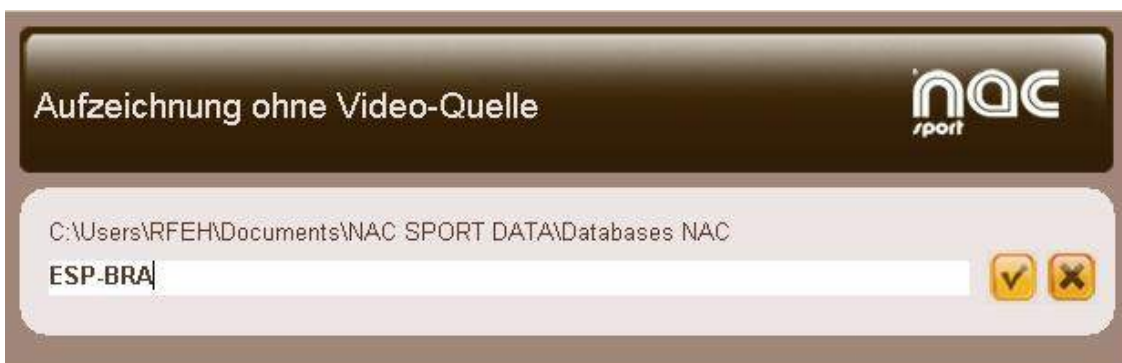 Aufzeichnung ohne Video-Quelle
nac
sport
C:\Users\RFEH\Documents\NAC SPORT DATA\Databases NAC
ESP-BRA